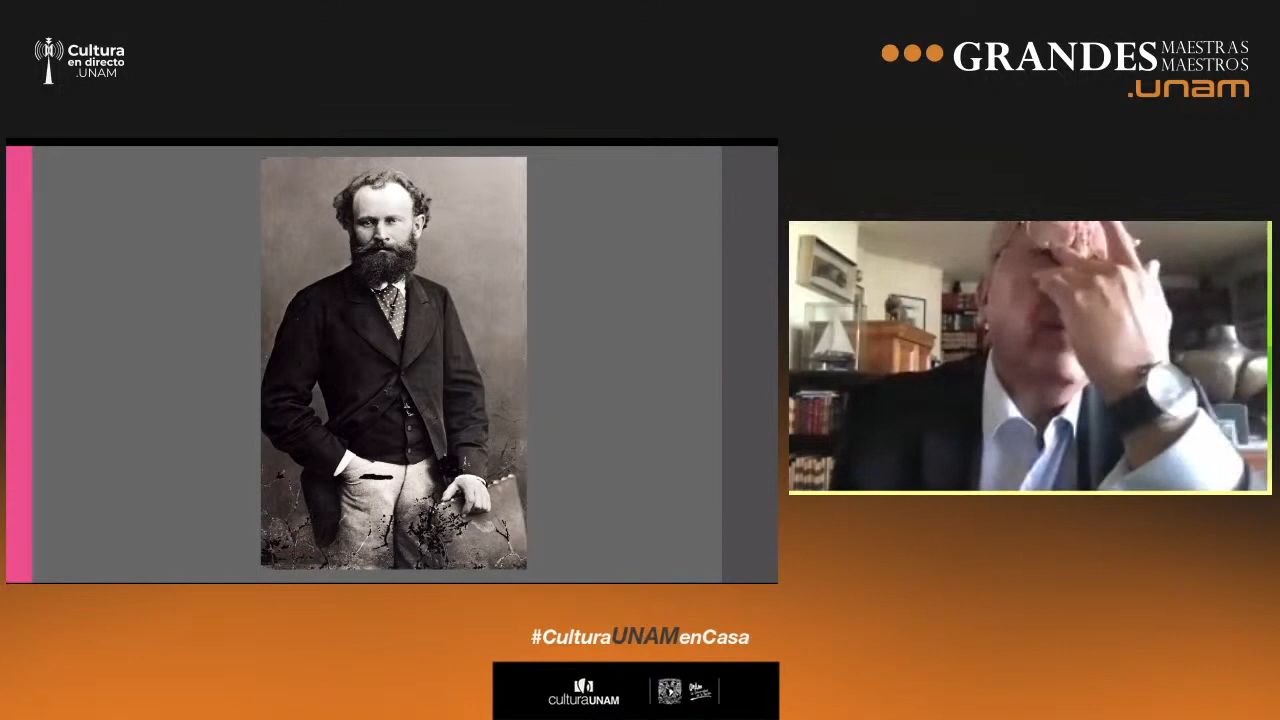 Cultura
en directo
.UNAM
GRANDES MAESTRAS
MAESTROS
.unam
#CulturaUNAMenCasa
culturaUNAM